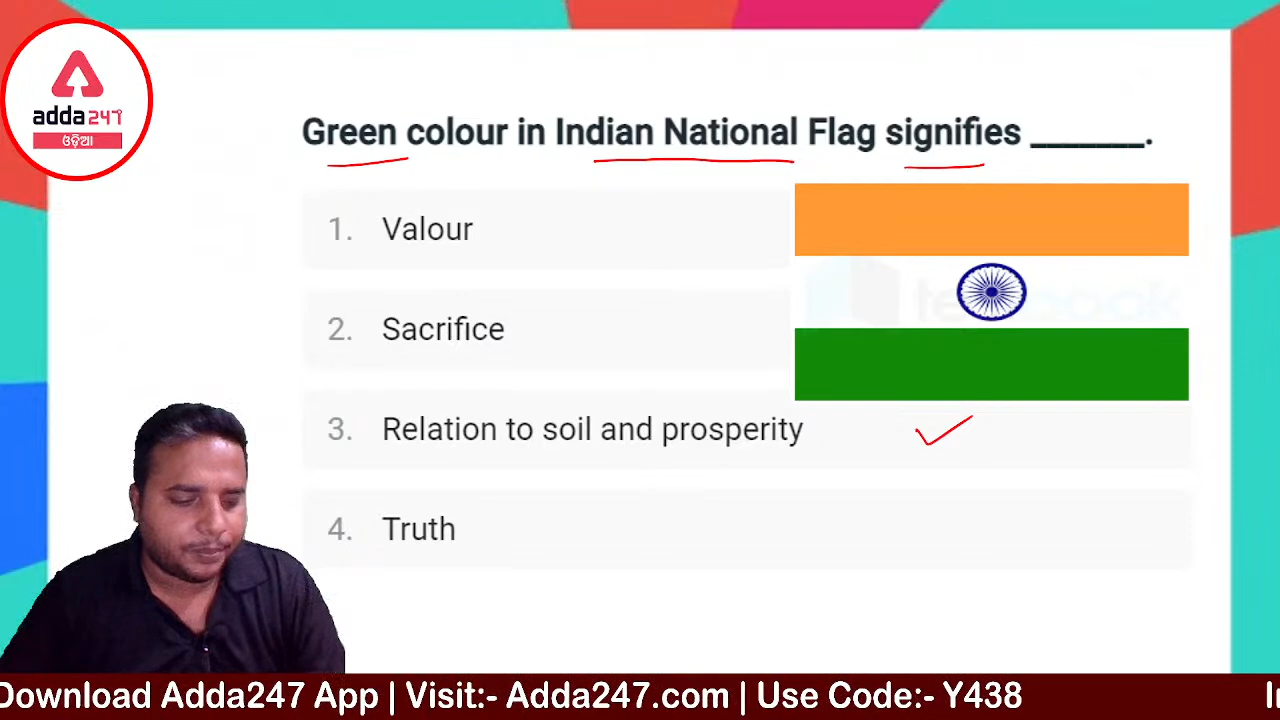 adda247
ଓଡ଼ିଆ
Green colour in Indian National Flag signifies _______.
1. Valour
2. Sacrifice
3. Relation to soil and prosperity
4. Truth
Download Adda247 App | Visit:- Adda247.com | Use Code:- Y438